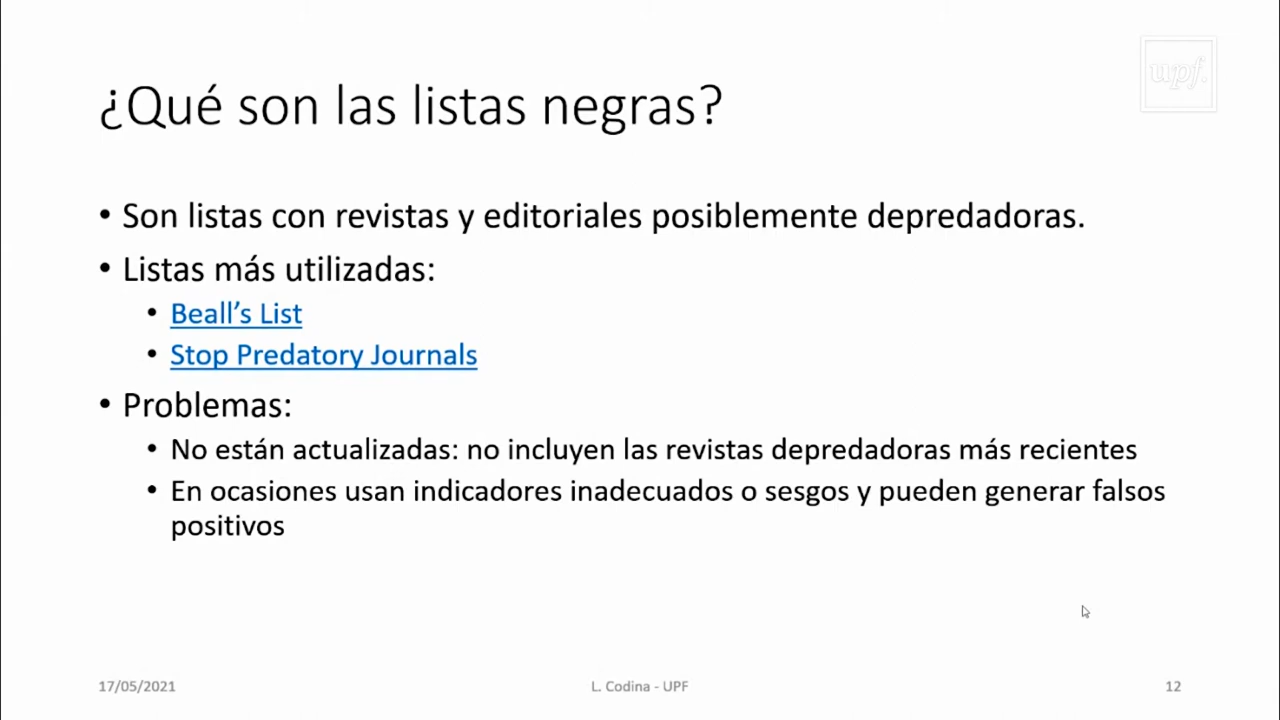 upf.
¿Qué son las listas negras?
• Son listas con revistas y editoriales posiblemente depredadoras.
• Listas más utilizadas:
• Beall’s List
• Stop Predatory Journals
• Problemas:
• No están actualizadas: no incluyen las revistas depredadoras más recientes
• En ocasiones usan indicadores inadecuados o sesgos y pueden generar falsos
positivos
17/05/2021
L. Codina - UPF
12